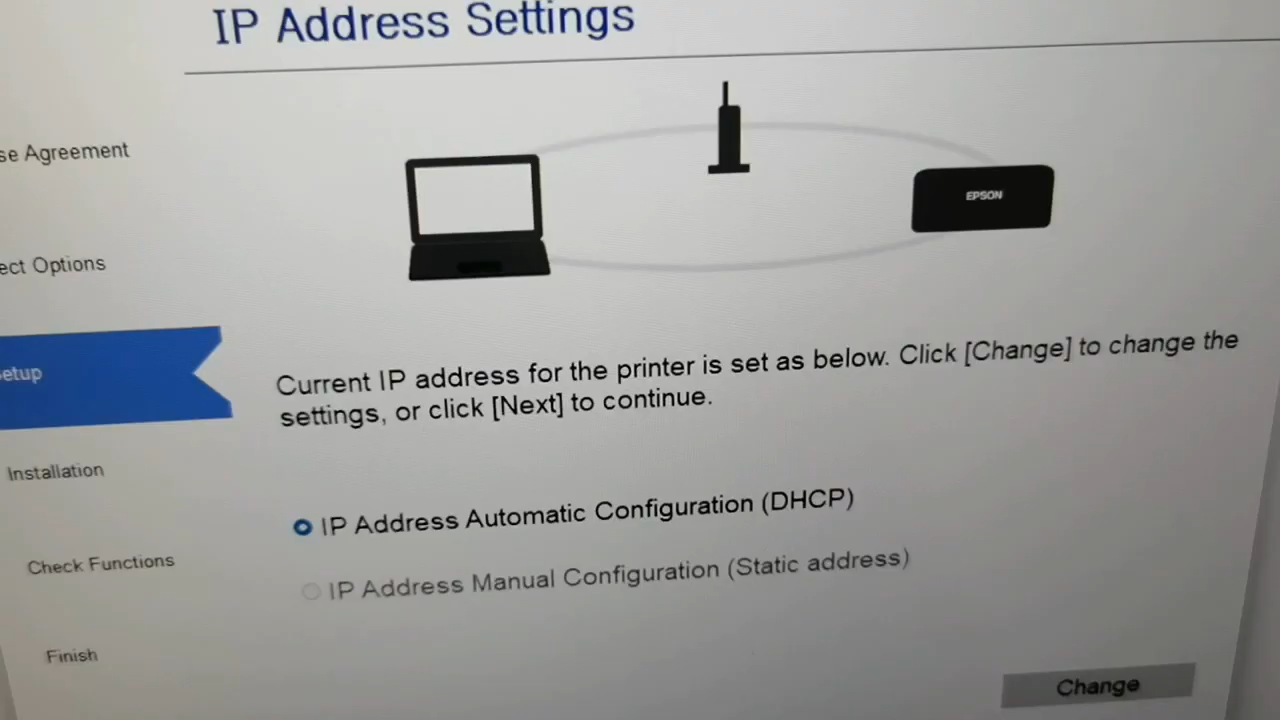 IP Address Settings
se Agreement
EPSON
ect Options
etup
Current IP address for the printer is set as below. Click [Change] to change the
settings, or click [Next] to continue.
Installation
IP Address Automatic Configuration (DHCP)
Check Functions
IP Address Manual Configuration (Static address)
Finish
Change